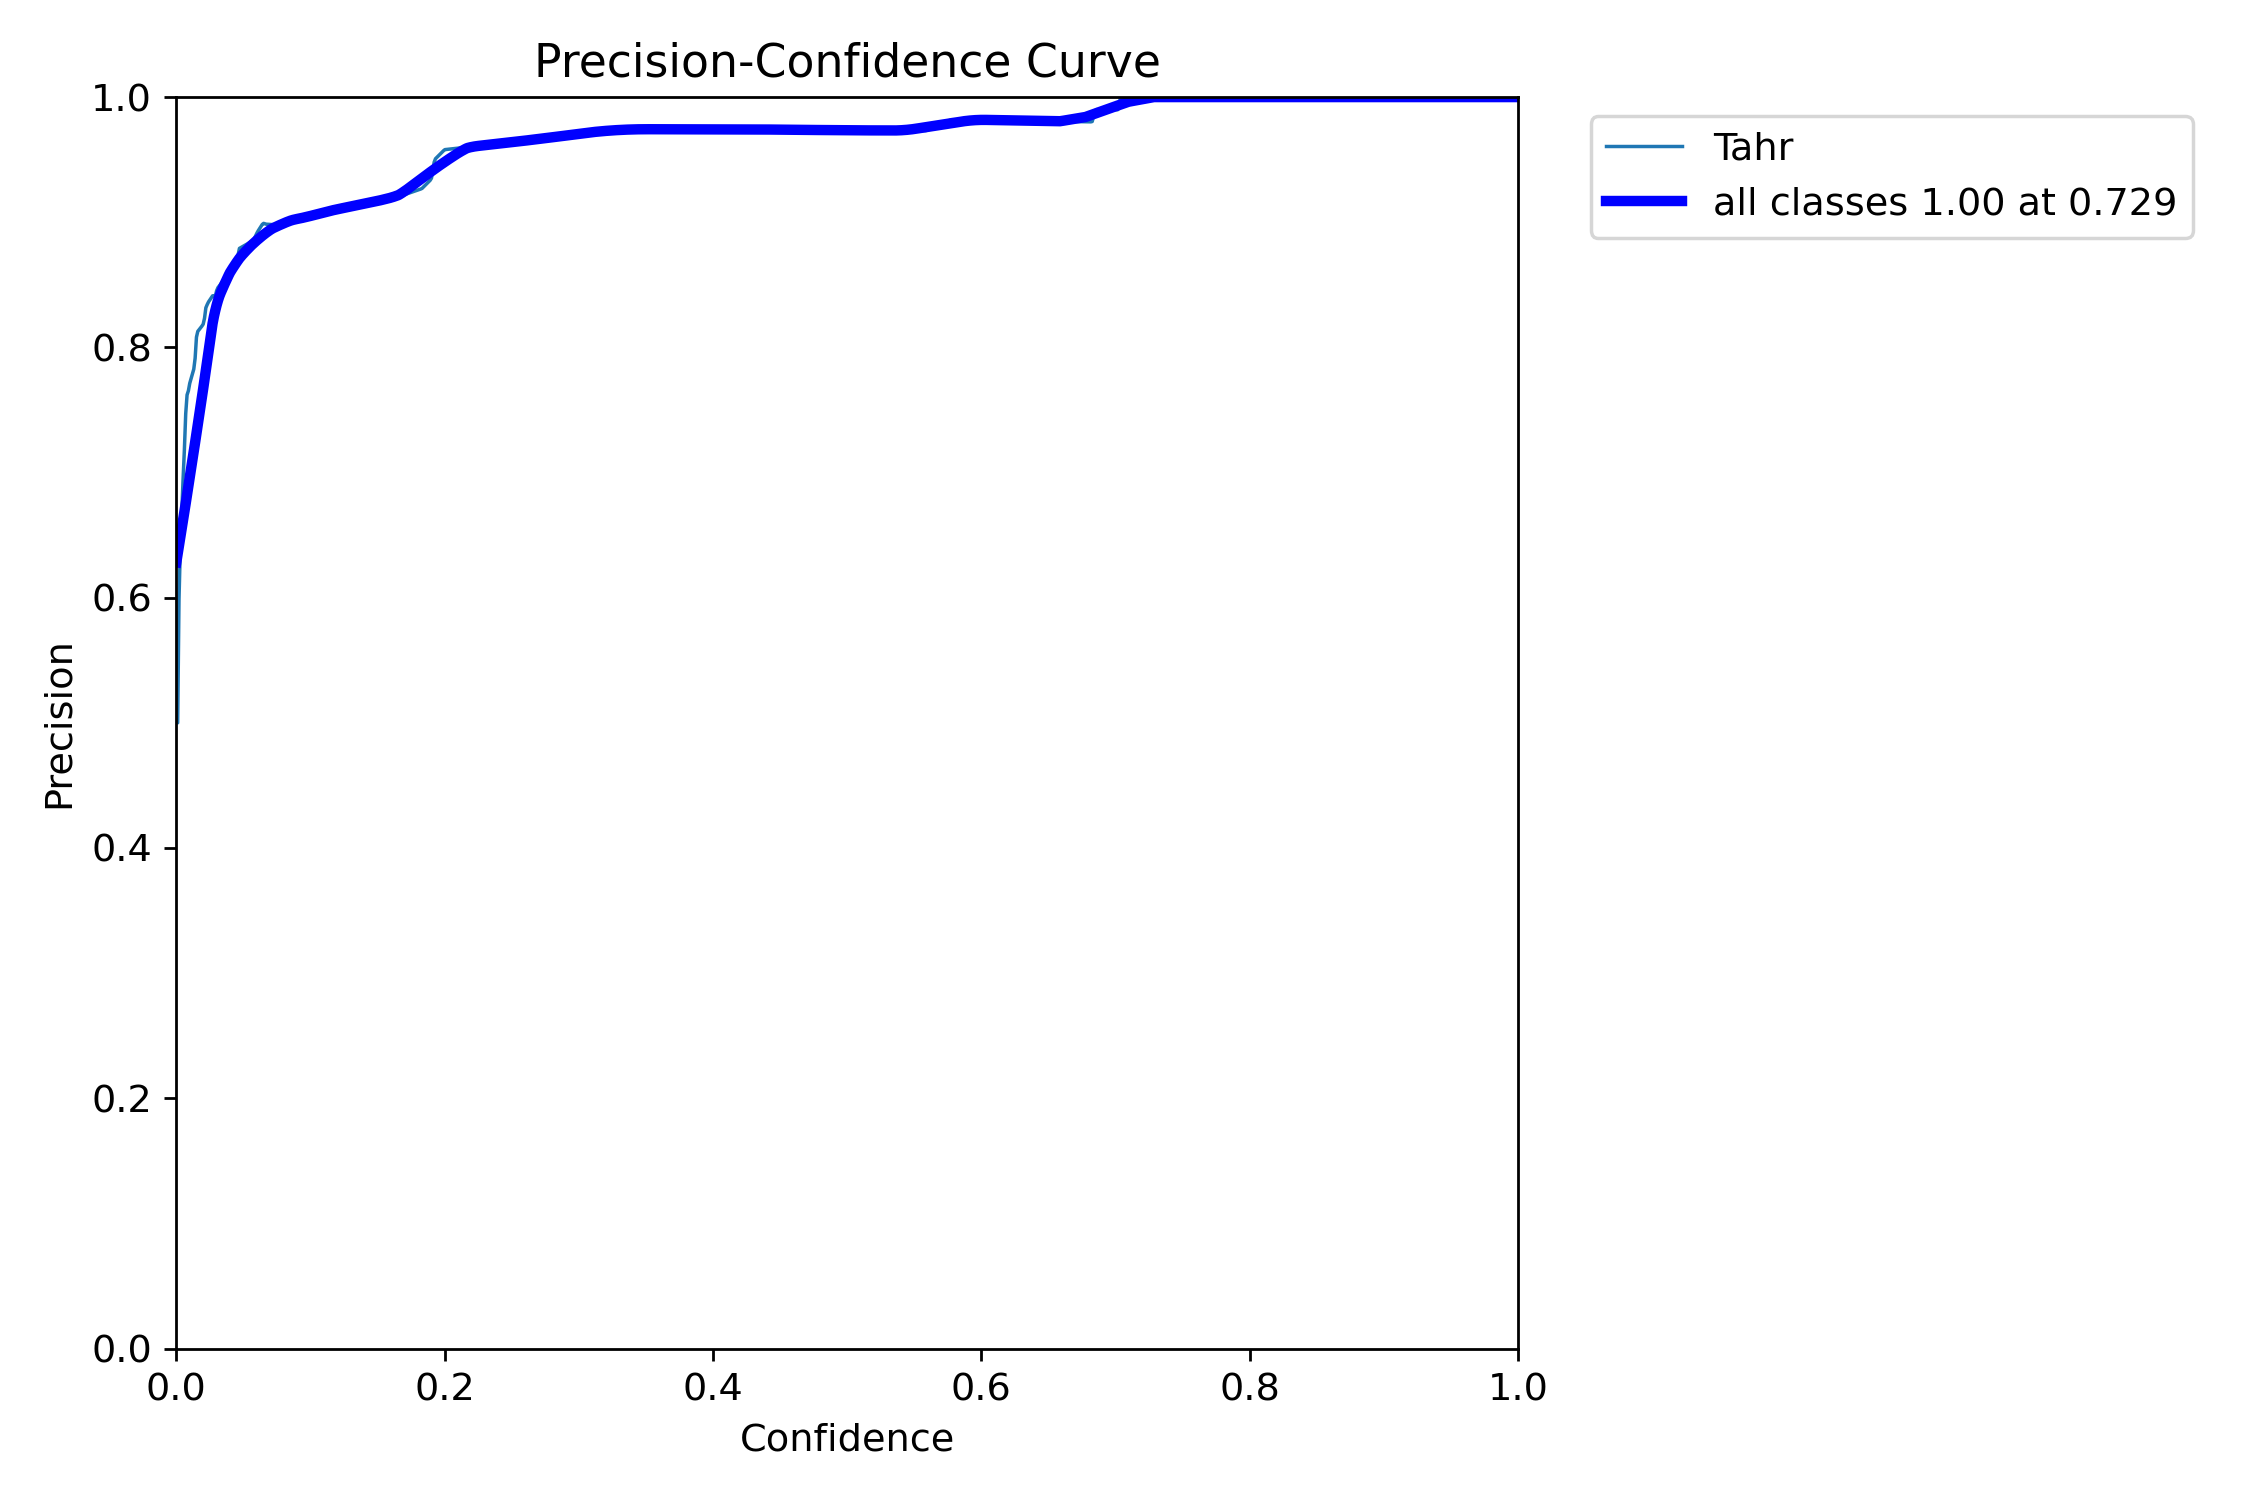 Precision-Confidence Curve
1.0
0.8
0.6
0.4
0.2
0.0
Precision
0.0 0.2 0.4 0.6 0.8 1.0
Confidence
Tahr
all classes 1.00 at 0.729